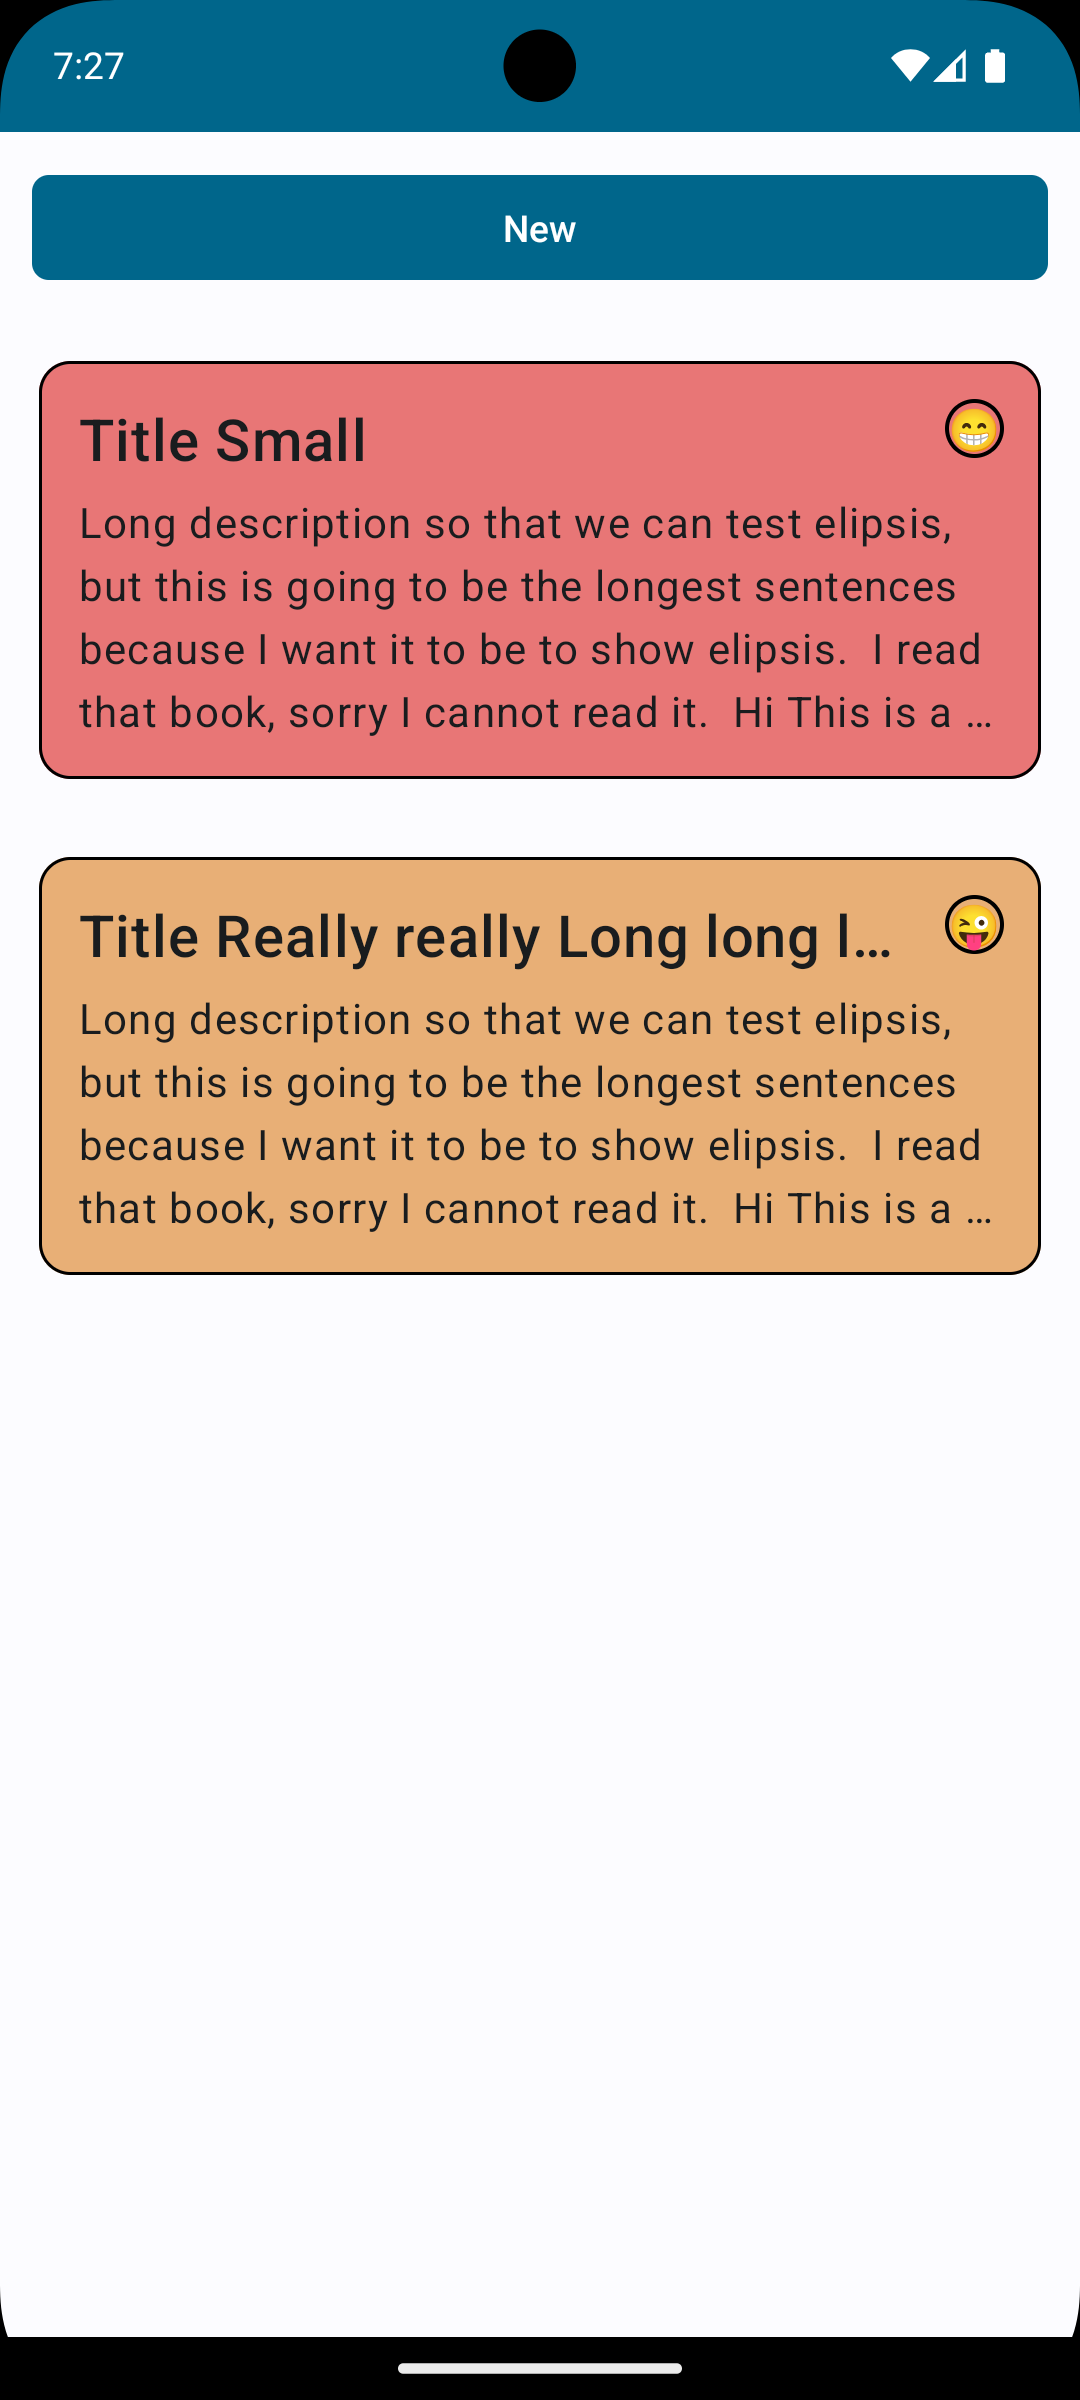 7:27
New
Title Small
Long description so that we can test elipsis,
but this is going to be the longest sentences
because I want it to be to show elipsis.  I read
that book, sorry I cannot read it.  Hi This is a ...
Title Really really Long long l...
Long description so that we can test elipsis,
but this is going to be the longest sentences
because I want it to be to show elipsis.  I read
that book, sorry I cannot read it.  Hi This is a ...